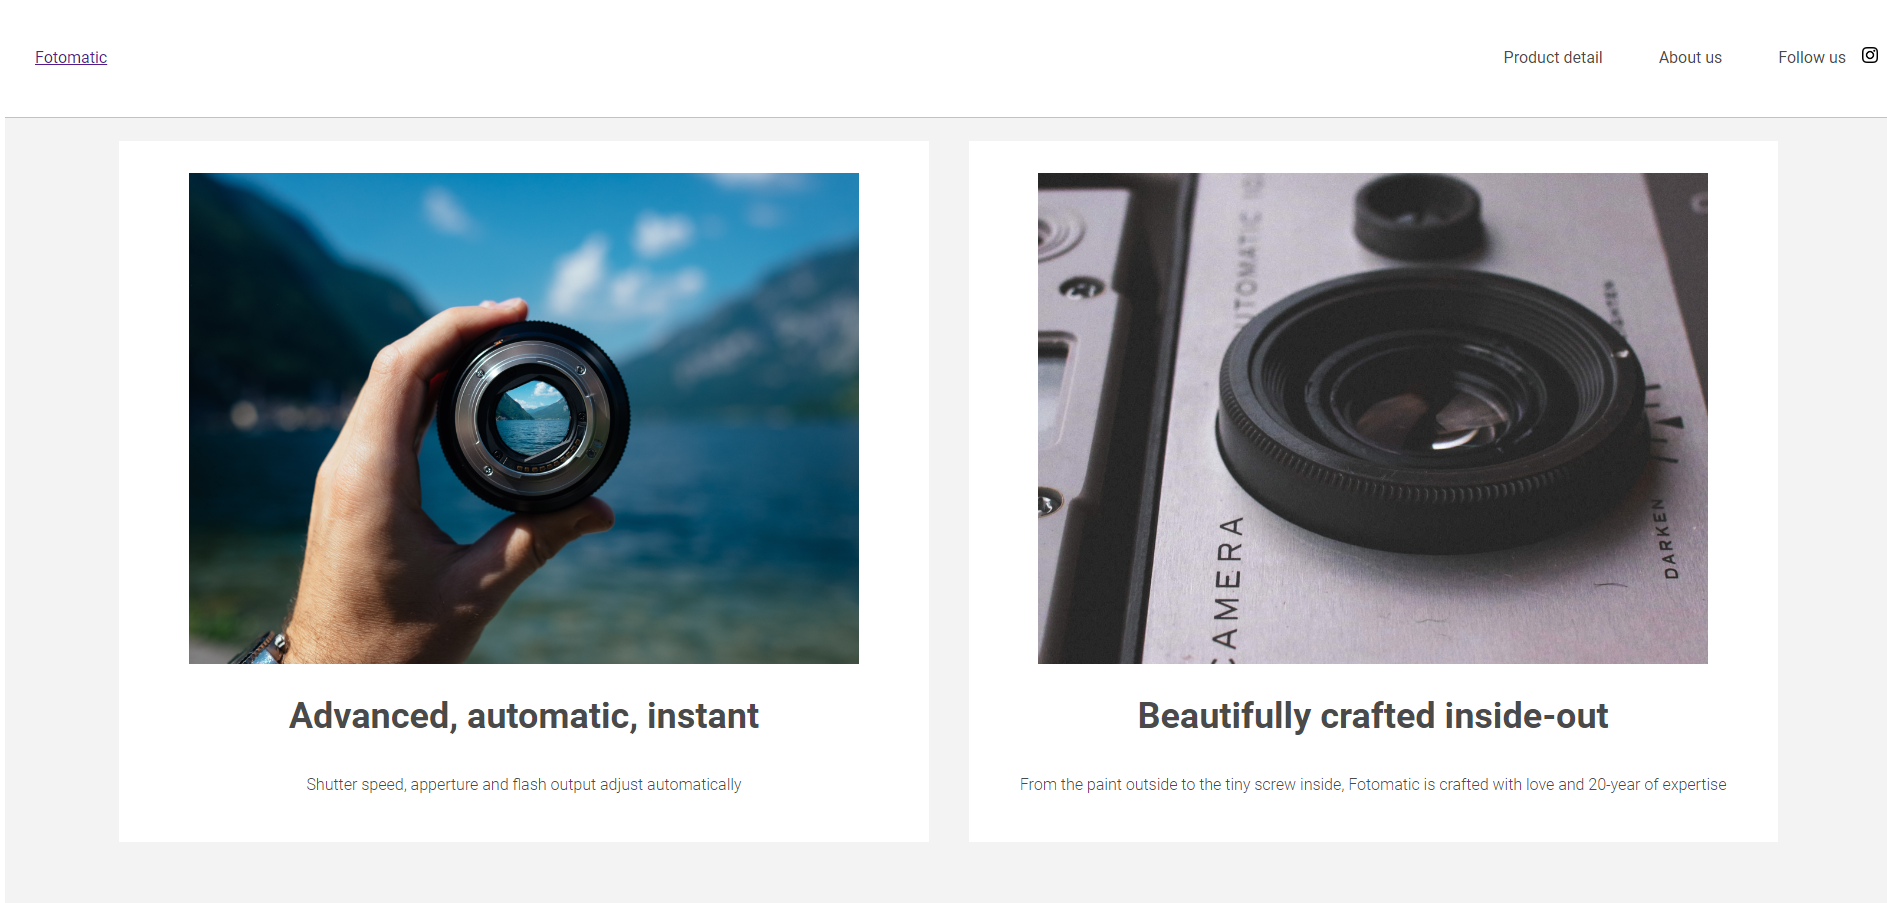 Fotomatic
Product detail
About us
Follow us
AUTOMATIC
CAMERA
DARKEN
Advanced, automatic, instant
Beautifully crafted inside-out
Shutter speed, apperture and flash output adjust automatically
From the paint outside to the tiny screw inside, Fotomatic is crafted with love and 20-year of expertise